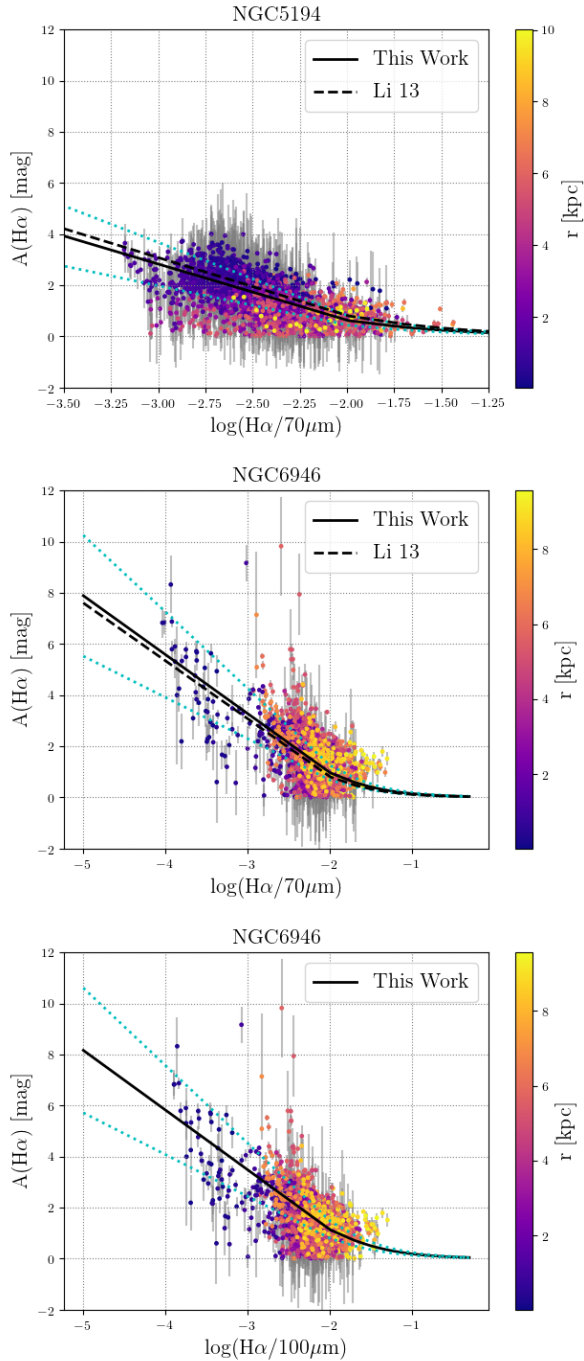 NGC5194
12
10
8
6
4
2
0
−2
A(Hα) [mag]
This Work
Li 13
−3.50 −3.25 −3.00 −2.75 −2.50 −2.25 −2.00 −1.75 −1.50 −1.25
log(Hα/70μm)
10
8
6
4
2
r [kpc]
NGC6946
12
10
8
6
4
2
0
−2
A(Hα) [mag]
This Work
Li 13
−5 −4 −3 −2 −1
log(Hα/70μm)
8
6
4
2
r [kpc]
NGC6946
12
10
8
6
4
2
0
−2
A(Hα) [mag]
This Work
−5 −4 −3 −2 −1
log(Hα/100μm)
8
6
4
2
r [kpc]